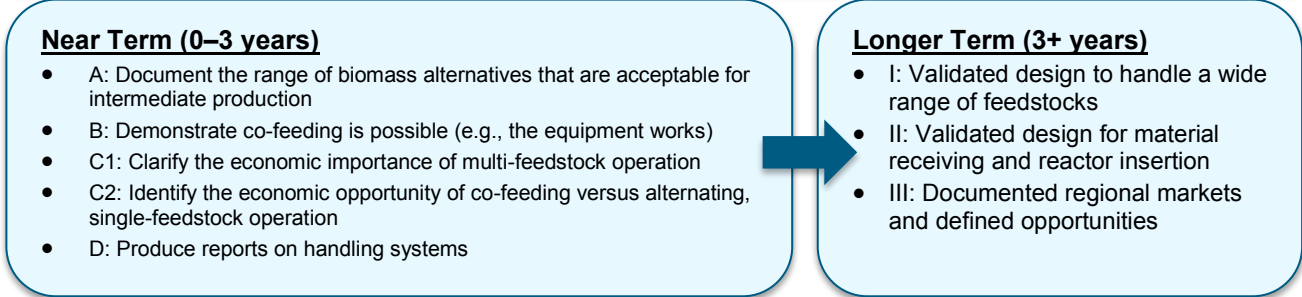 Near Term (0–3 years)
• A: Document the range of biomass alternatives that are acceptable for
intermediate production
• B: Demonstrate co-feeding is possible (e.g., the equipment works)
• C1: Clarify the economic importance of multi-feedstock operation
• C2: Identify the economic opportunity of co-feeding versus alternating,
single-feedstock operation
• D: Produce reports on handling systems
Longer Term (3+ years)
• I: Validated design to handle a wide
range of feedstocks
• II: Validated design for material
receiving and reactor insertion
• III: Documented regional markets
and defined opportunities